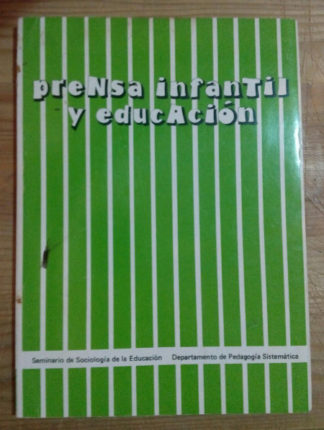 preNsa infanTil
y educAción
Seminario de Sociología de la Educación Departamento de Pedagogía Sistemática